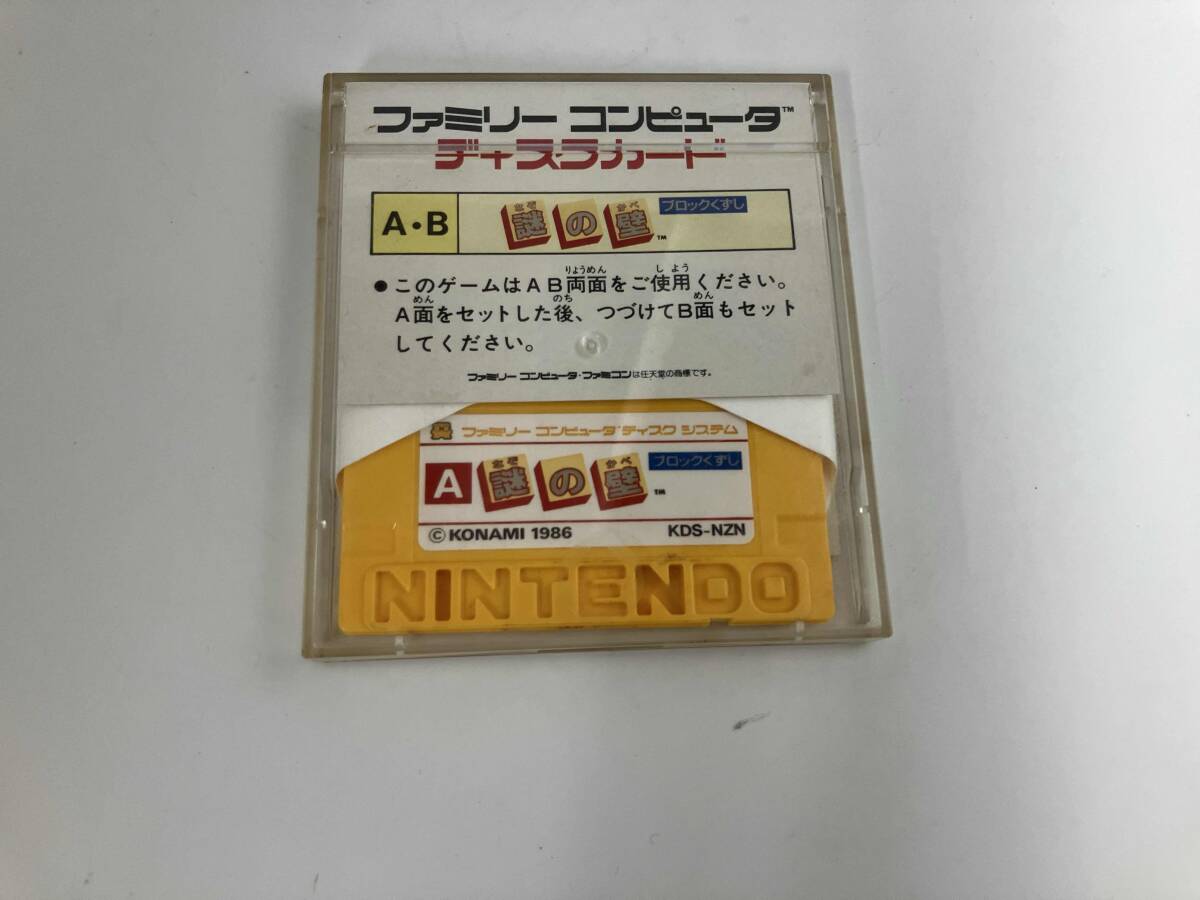 ファミリー コンピュータ™
ディスクカード
A・B 謎の壁™ ブロックくずし
なぞ かべ
りょうめん しよう
●このゲームはAB両面をご使用ください。
めん のち めん
A面をセットした後、つづけてB面もセット
してください。
ファミリー コンピュータ・ファミコンは任天堂の商標です。
ファミリー コンピュータ ディスク システム
A 謎の壁™ ブロックくずし
なぞ かべ
©KONAMI 1986 KDS-NZN
NINTENDO